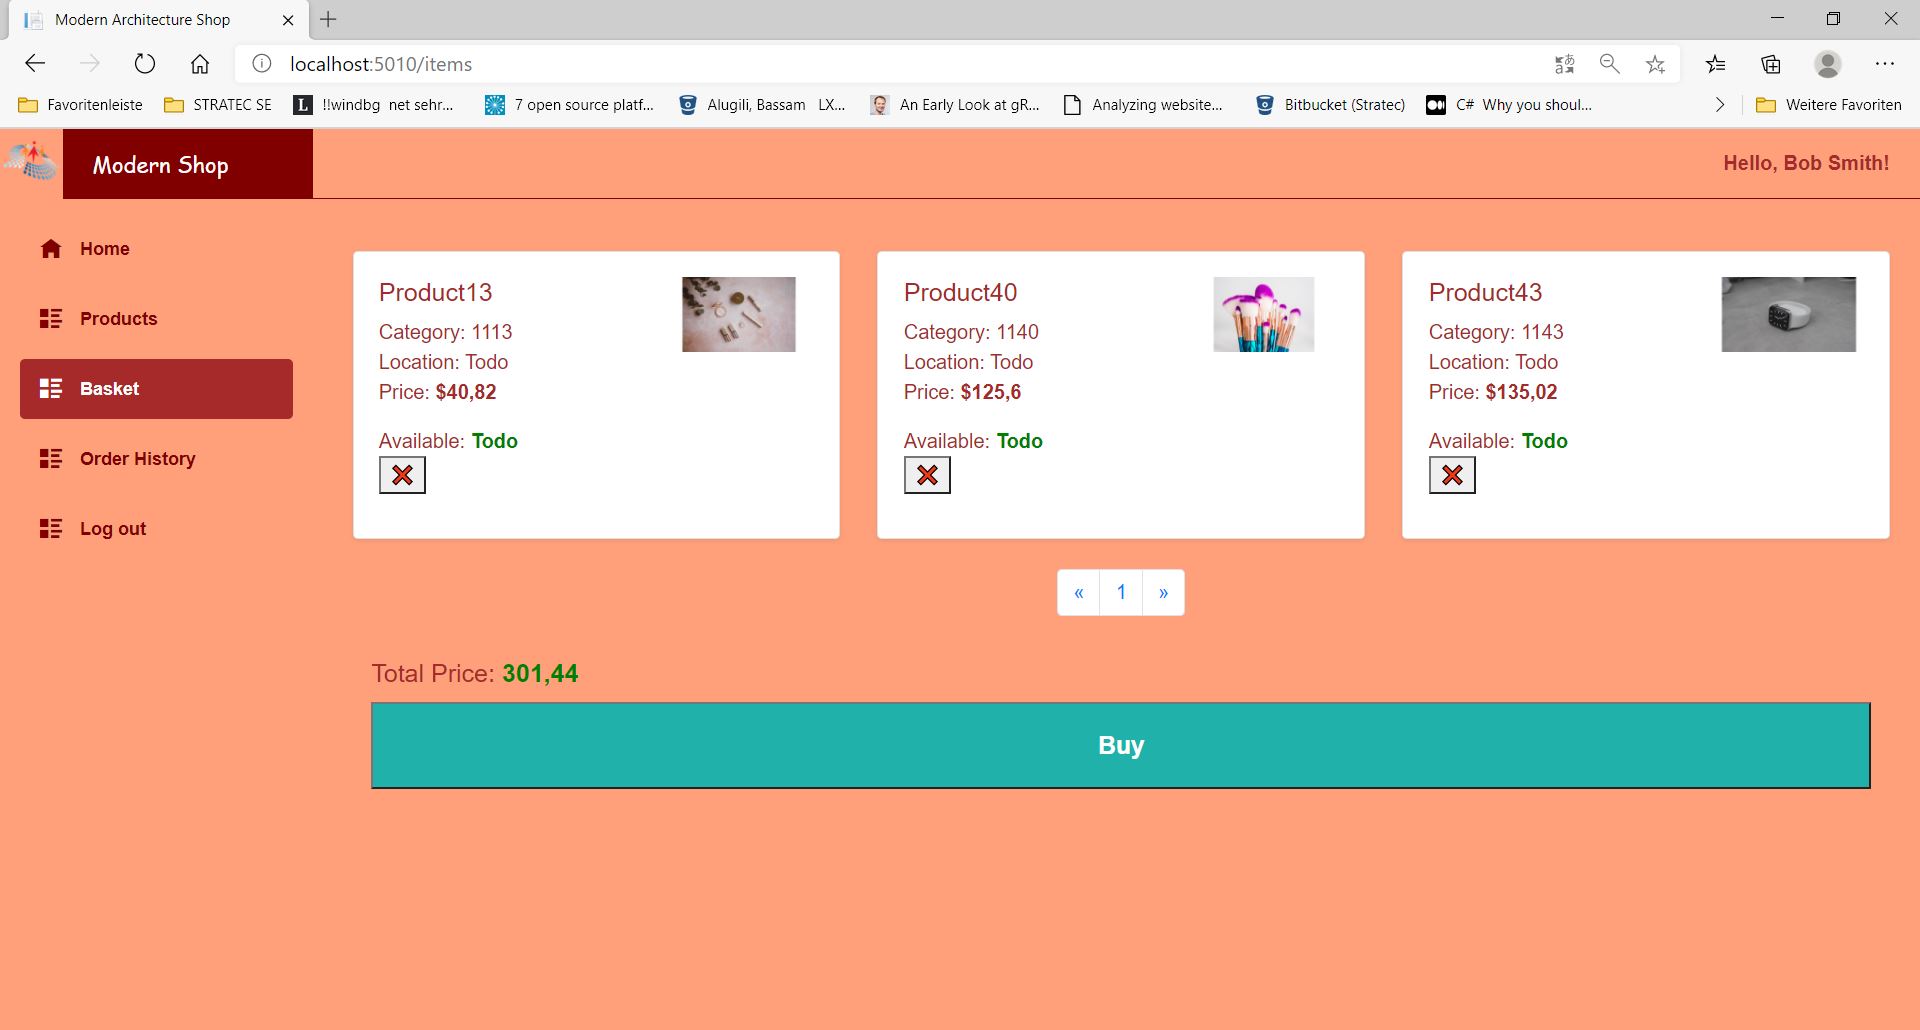 Modern Architecture Shop
localhost:5010/items
Favoritenleiste
STRATEC SE
!!windbg net sehr...
7 open source platf...
Alugili, Bassam LX...
An Early Look at gR...
Analyzing website...
Bitbucket (Stratec)
C# Why you shoul...
Weitere Favoriten
Modern Shop
Hello, Bob Smith!
Home
Products
Basket
Order History
Log out
Product13
Category: 1113
Location: Todo
Price: $40,82
Available: Todo
Product40
Category: 1140
Location: Todo
Price: $125,6
Available: Todo
Product43
Category: 1143
Location: Todo
Price: $135,02
Available: Todo
« 1 »
Total Price: 301,44
Buy